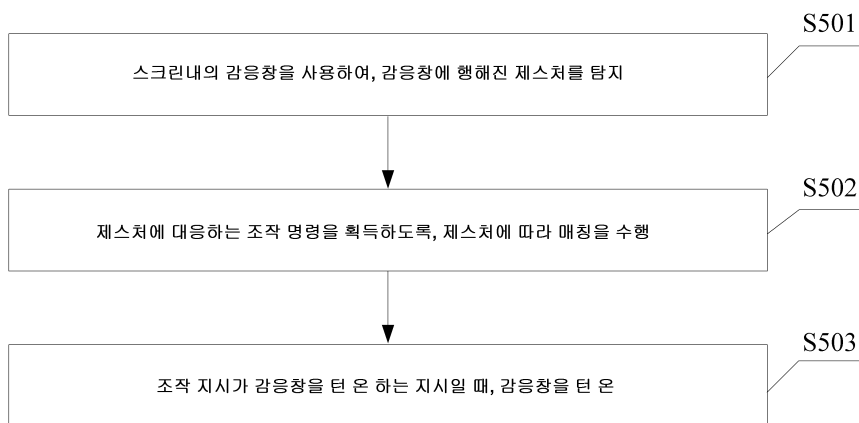 S501
스크린내의 감응창을 사용하여, 감응창에 행해진 제스처를 탐지
S502
제스처에 대응하는 조작 명령을 획득하도록, 제스처에 따라 매칭을 수행
S503
조작 지시가 감응창을 턴 온 하는 지시일 때, 감응창을 턴 온